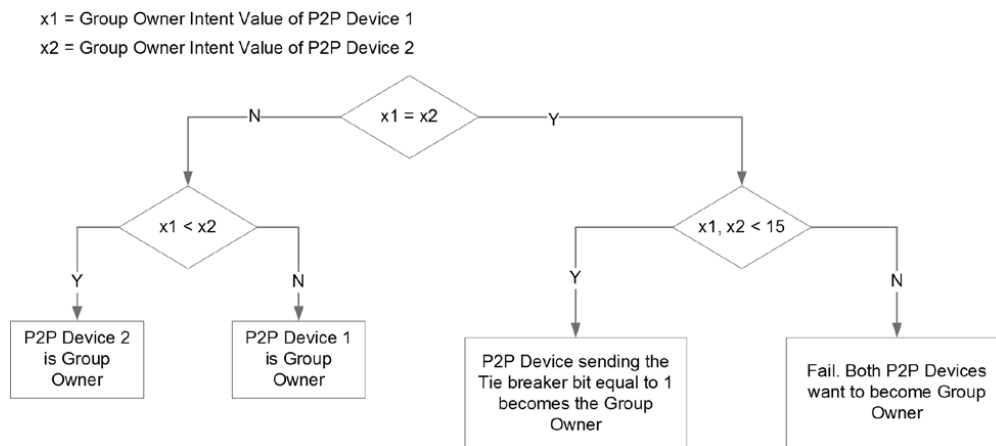 x1 = Group Owner Intent Value of P2P Device 1
x2 = Group Owner Intent Value of P2P Device 2
x1 = x2
N
Y
x1 < x2
x1, x2 < 15
Y
N
Y
N
P2P Device 2
is Group
Owner
P2P Device 1
is Group
Owner
P2P Device sending the
Tie breaker bit equal to 1
becomes the Group
Owner
Fail. Both P2P Devices
want to become Group
Owner